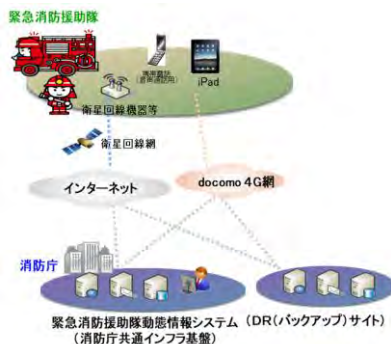 緊急消防援助隊
携帯電話
(音声通話用)
iPad
衛星回線機器等
衛星回線網
インターネット
docomo 4G網
消防庁
緊急消防援助隊動態情報システム
(消防庁共通インフラ基盤)
(DR(バックアップ)サイト)